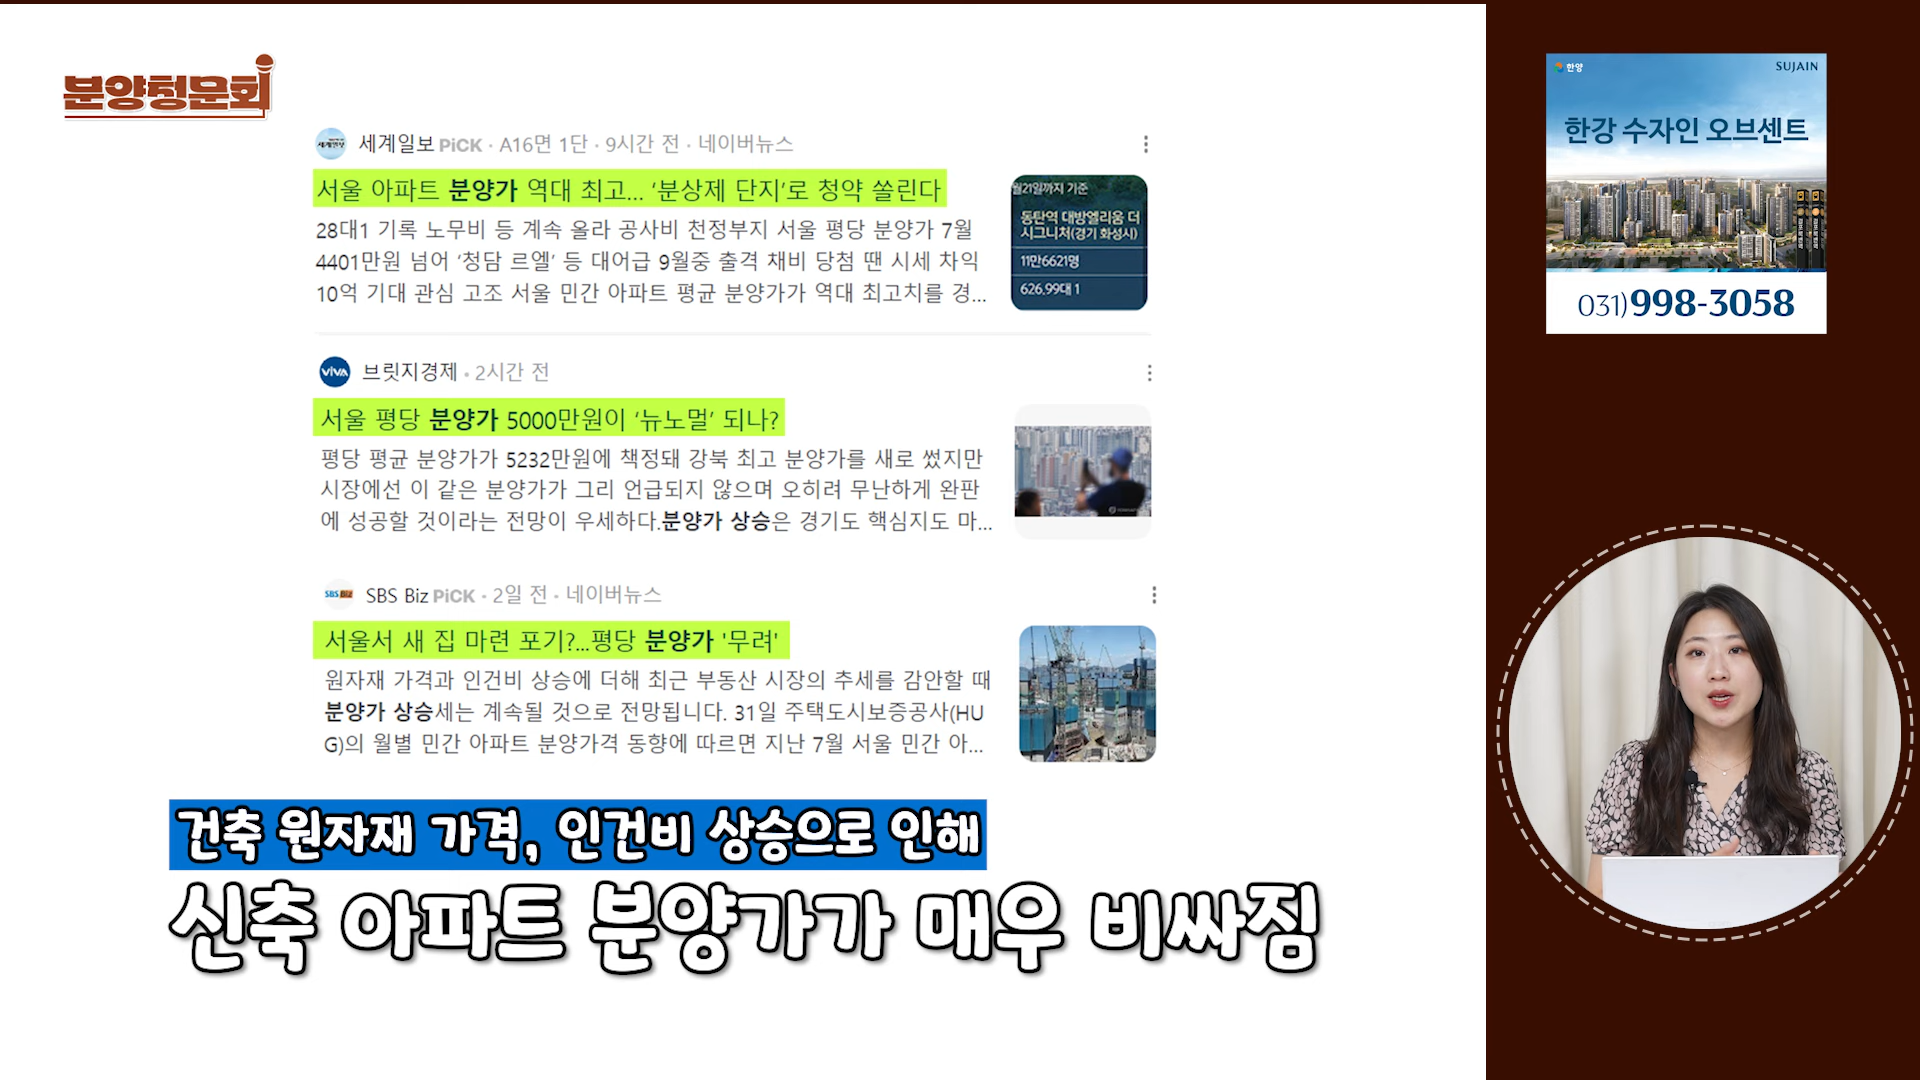 분양청문회
세계일보 PiCK · A16면 1단 · 9시간 전 · 네이버뉴스
서울 아파트 분양가 역대 최고... ‘분상제 단지’로 청약 쏠린다
28대1 기록 노무비 등 계속 올라 공사비 천정부지 서울 평당 분양가 7월
4401만원 넘어 ‘청담 르엘’ 등 대어급 9월중 출격 채비 당첨 땐 시세 차익
10억 기대 관심 고조 서울 민간 아파트 평균 분양가가 역대 최고치를 경...
월21일까지 기준
동탄역 대방엘리움 더
시그니처(경기 화성시)
11만6621명
626.99대 1
VIVA 브릿지경제 · 2시간 전
서울 평당 분양가 5000만원이 ‘뉴노멀’ 되나?
평당 평균 분양가가 5232만원에 책정돼 강북 최고 분양가를 새로 썼지만
시장에선 이 같은 분양가가 그리 언급되지 않으며 오히려 무난하게 완판
에 성공할 것이라는 전망이 우세하다.분양가 상승은 경기도 핵심지도 마...
SBS Biz SBS Biz PiCK · 2일 전 · 네이버뉴스
서울서 새 집 마련 포기?...평당 분양가 '무려'
원자재 가격과 인건비 상승에 더해 최근 부동산 시장의 추세를 감안할 때
분양가 상승세는 계속될 것으로 전망됩니다. 31일 주택도시보증공사(HU
G)의 월별 민간 아파트 분양가격 동향에 따르면 지난 7월 서울 민간 아...
건축 원자재 가격, 인건비 상승으로 인해
신축 아파트 분양가가 매우 비싸짐
한양 SUJAIN
한강 수자인 오브센트
031)998-3058